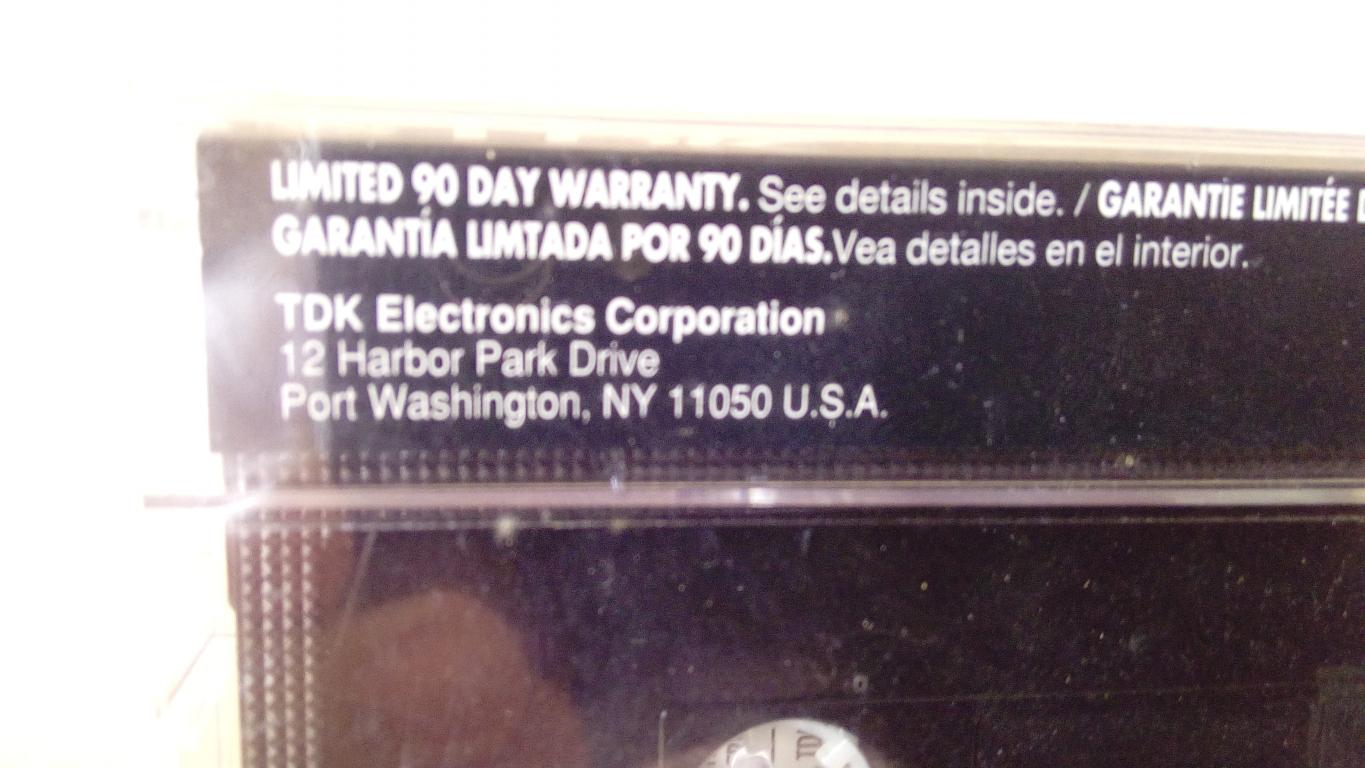 LIMITED 90 DAY WARRANTY. See details inside. / GARANTIE LIMITÉE
GARANTÍA LIMTADA POR 90 DÍAS.Vea detalles en el interior.
TDK Electronics Corporation
12 Harbor Park Drive
Port Washington, NY 11050 U.S.A.